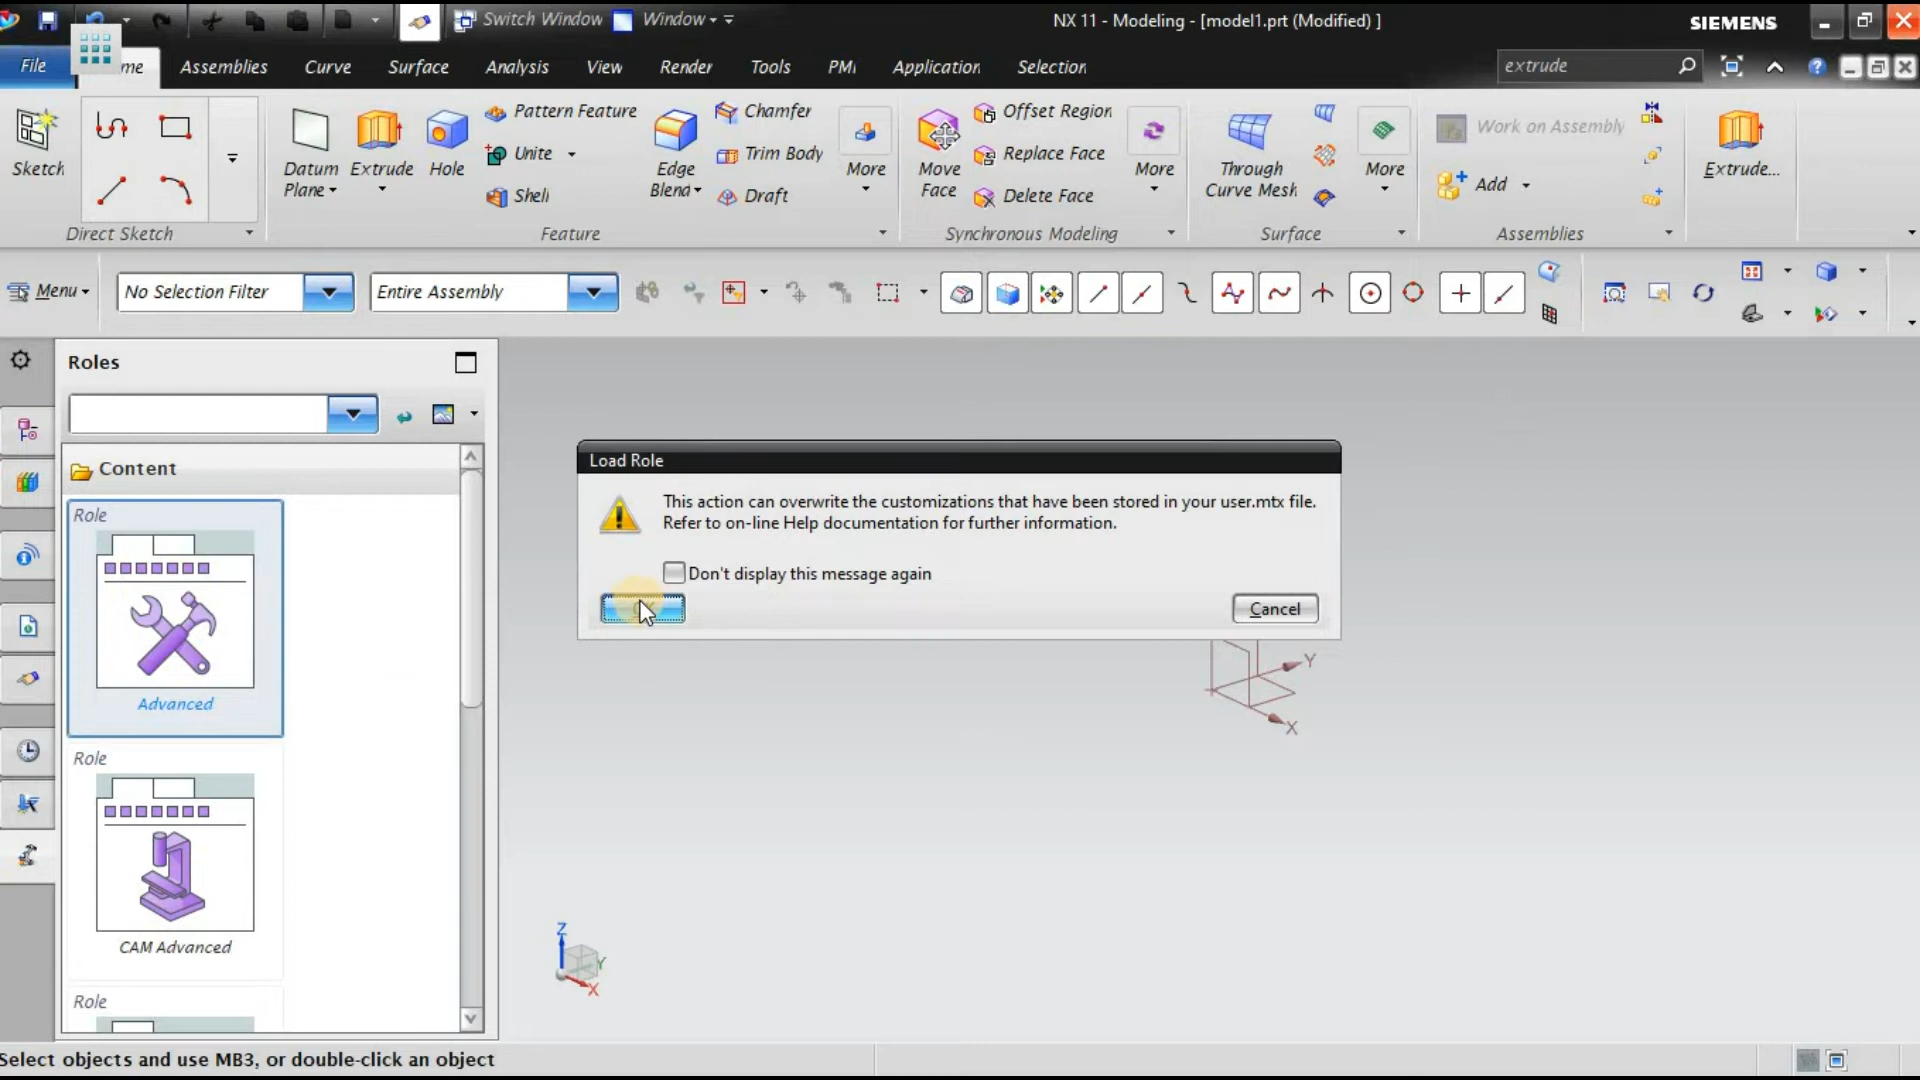 Switch Window
Window
NX 11 - Modeling - [model1.prt (Modified) ]
SIEMENS
File
me
Assemblies
Curve
Surface
Analysis
View
Render
Tools
PMI
Application
Selection
extrude
Sketch
Direct Sketch
Datum
Plane
Extrude
Hole
Pattern Feature
Unite
Shell
Edge
Blend
Chamfer
Trim Body
Draft
More
Feature
Move
Face
Offset Region
Replace Face
Delete Face
More
Synchronous Modeling
Through
Curve Mesh
More
Surface
Work on Assembly
Add
Assemblies
Extrude...
Menu
No Selection Filter
Entire Assembly
Roles
Content
Role
Advanced
Role
CAM Advanced
Role
Load Role
This action can overwrite the customizations that have been stored in your user.mtx file.
Refer to on-line Help documentation for further information.
Don't display this message again
Cancel
Y
X
Z
Y
X
Select objects and use MB3, or double-click an object